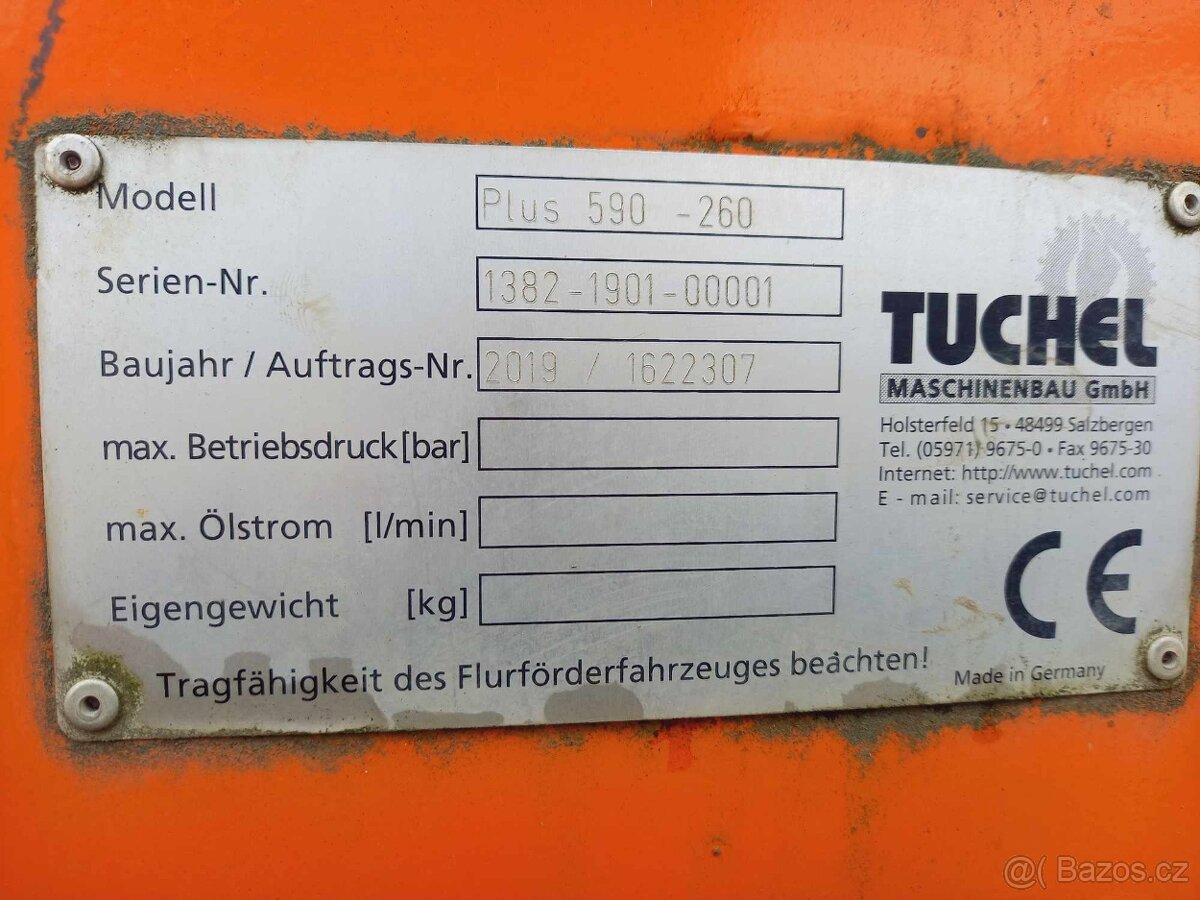 Modell Plus 590 -260
Serien-Nr. 1382-1901-00001
Baujahr / Auftrags-Nr. 2019 / 1622307
max. Betriebsdruck [bar]
max. Ölstrom [l/min]
Eigengewicht [kg]
Tragfähigkeit des Flurförderfahrzeuges beachten!
TUCHEL
MASCHINENBAU GmbH
Holsterfeld 15 • 48499 Salzbergen
Tel. (05971) 9675-0 • Fax 9675-30
Internet: http://www.tuchel.com
E - mail: service@tuchel.com
CE
Made in Germany
@( Bazos.cz